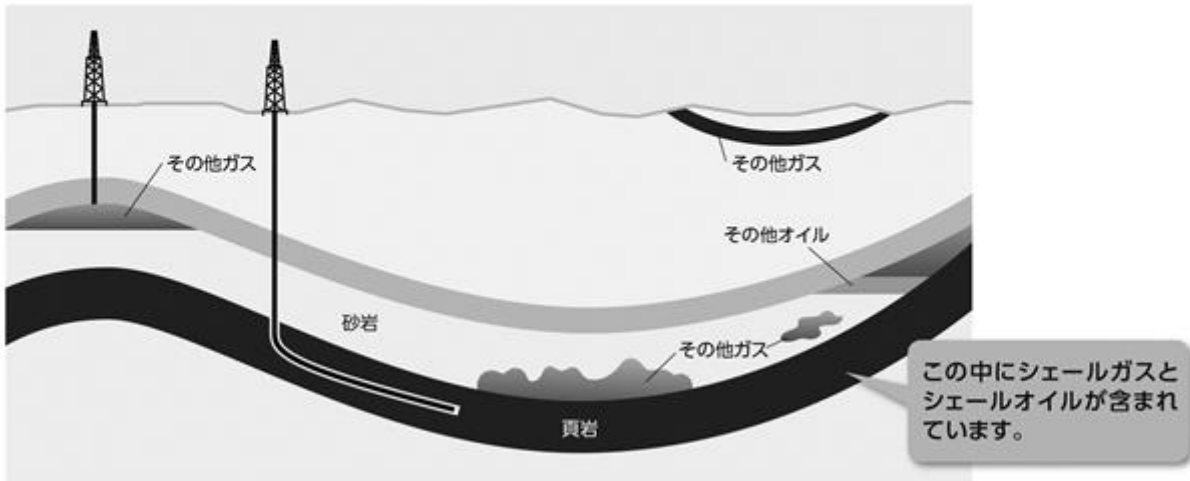 その他ガス
その他ガス
その他オイル
砂岩
その他ガス
頁岩
この中にシェールガスと
シェールオイルが含まれ
ています。